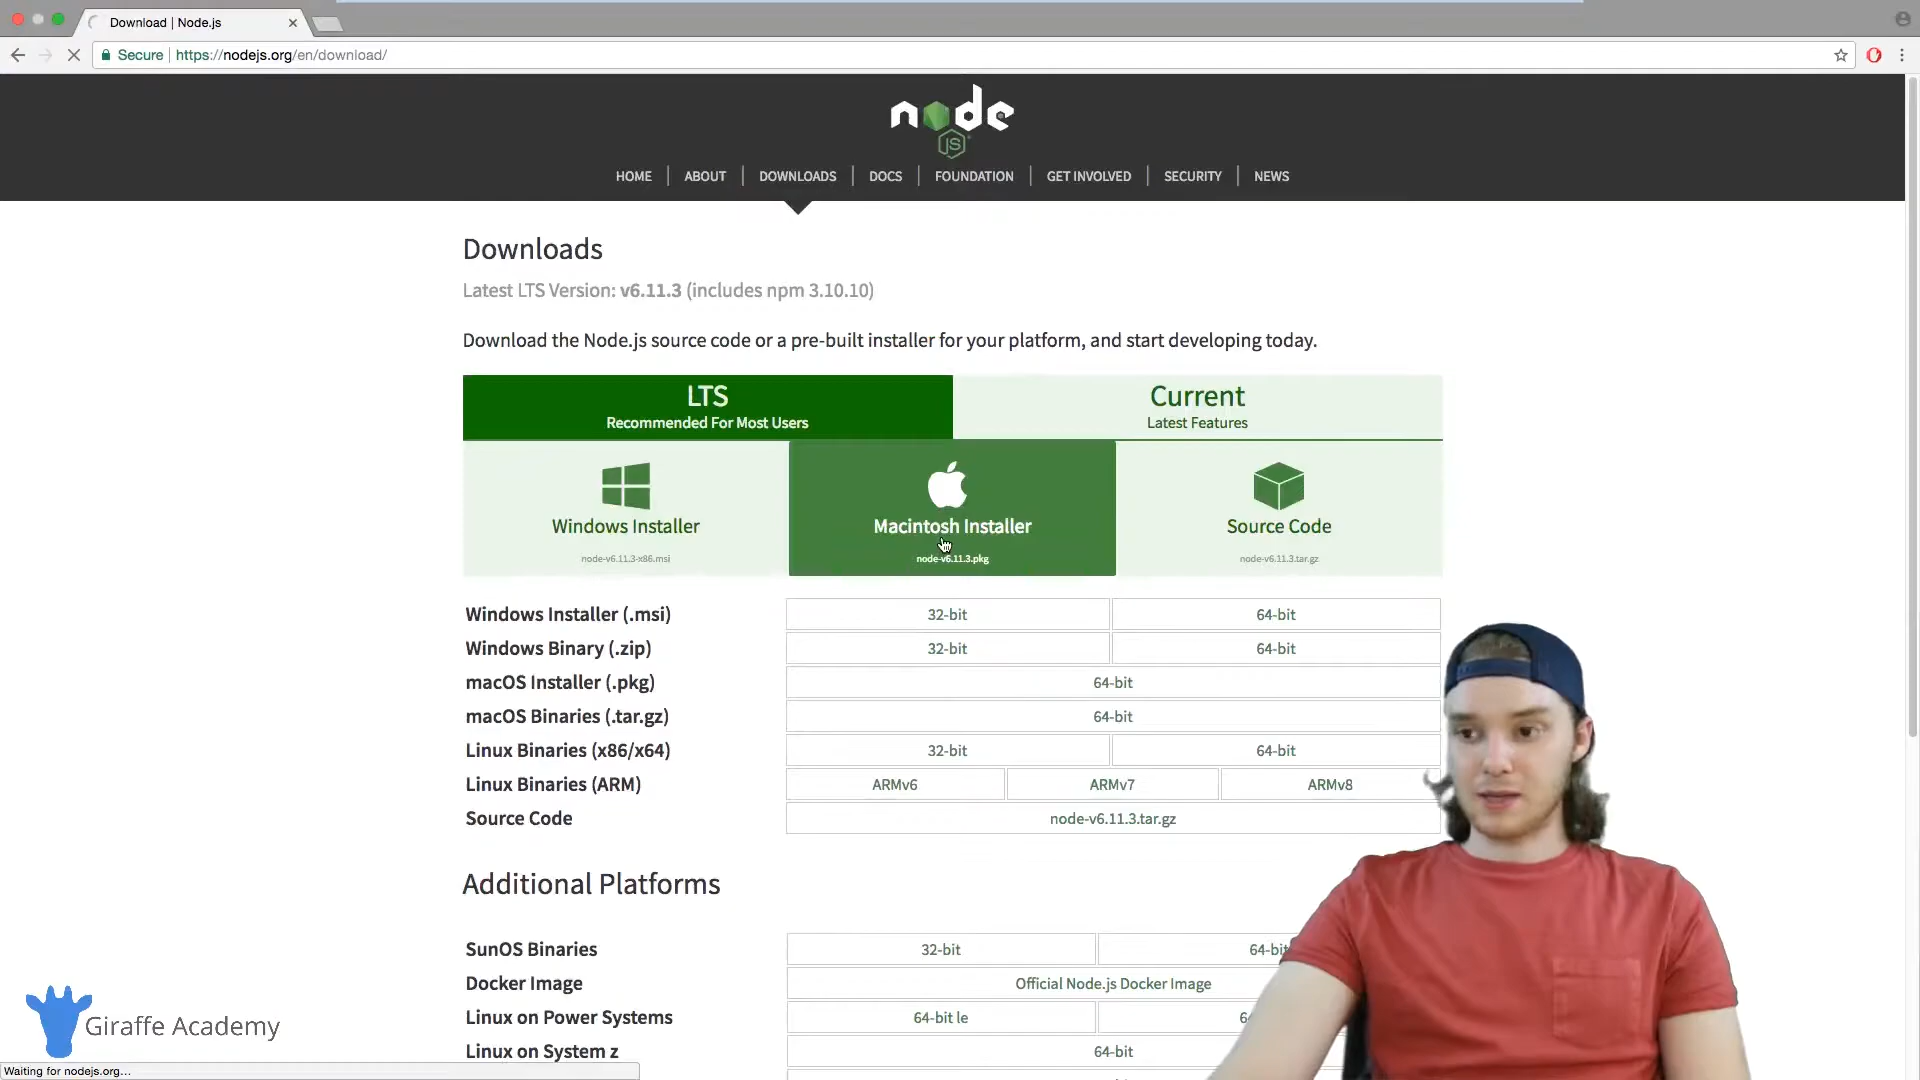 Download | Node.js
Secure https://nodejs.org/en/download/
node
JS
HOME ABOUT DOWNLOADS DOCS FOUNDATION GET INVOLVED SECURITY NEWS
Downloads
Latest LTS Version: v6.11.3 (includes npm 3.10.10)
Download the Node.js source code or a pre-built installer for your platform, and start developing today.
LTS
Recommended For Most Users
Current
Latest Features
Windows Installer
node-v6.11.3-x86.msi
Macintosh Installer
node-v6.11.3.pkg
Source Code
node-v6.11.3.tar.gz
Windows Installer (.msi) 32-bit 64-bit
Windows Binary (.zip) 32-bit 64-bit
macOS Installer (.pkg) 64-bit
macOS Binaries (.tar.gz) 64-bit
Linux Binaries (x86/x64) 32-bit 64-bit
Linux Binaries (ARM) ARMv6 ARMv7 ARMv8
Source Code node-v6.11.3.tar.gz
Additional Platforms
SunOS Binaries 32-bit 64-bit
Docker Image Official Node.js Docker Image
Linux on Power Systems 64-bit le
Linux on System z 64-bit
Giraffe Academy
Waiting for nodejs.org...